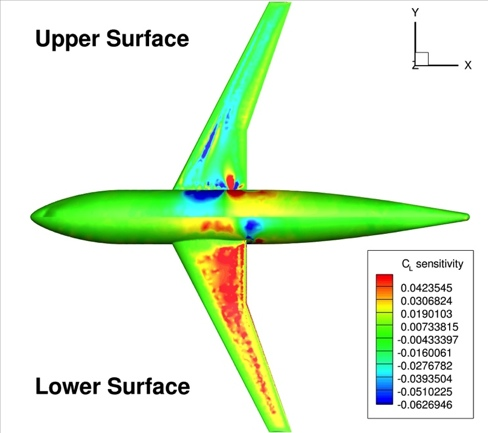 Upper Surface
Y
Z X
C_L sensitivity
0.0423545
0.0306824
0.0190103
0.00733815
-0.00433397
-0.0160061
-0.0276782
-0.0393504
-0.0510225
-0.0626946
Lower Surface